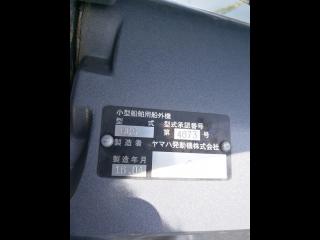 小型船舶用船外機
型 式 型式承認番号
第 4673 号
製造者 ヤマハ発動機株式会社
製造年月